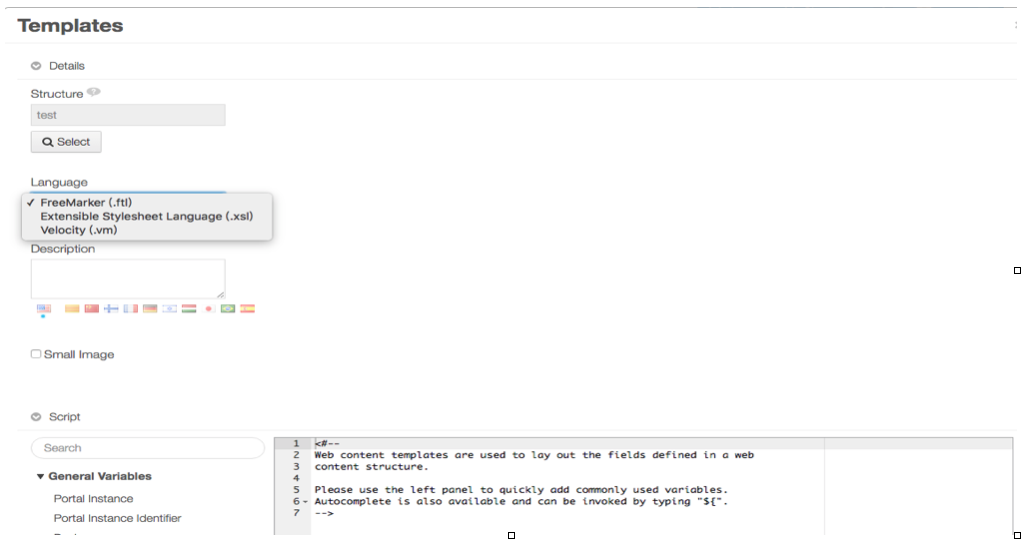 Templates
Details
Structure
test
Select
Language
✓ FreeMarker (.ftl)
Extensible Stylesheet Language (.xsl)
Velocity (.vm)
Description
Small Image
Script
Search
General Variables
Portal Instance
Portal Instance Identifier
1 <#--
2 Web content templates are used to lay out the fields defined in a web
3 content structure.
4
5 Please use the left panel to quickly add commonly used variables.
6 Autocomplete is also available and can be invoked by typing "${".
7 -->